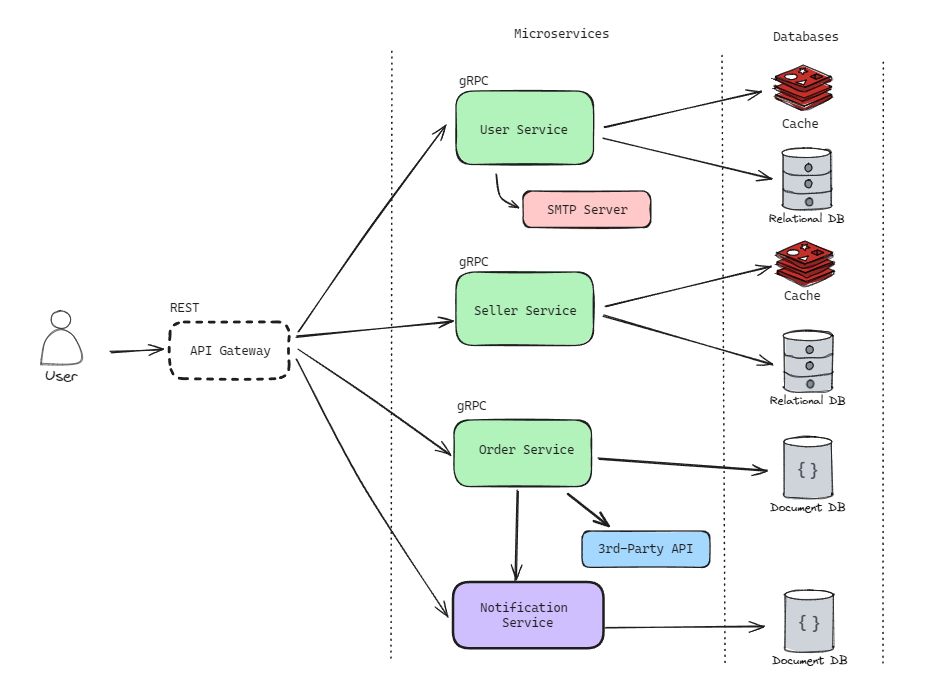 Microservices
Databases
gRPC
User Service
Cache
SMTP Server
Relational DB
gRPC
Seller Service
Cache
REST
API Gateway
User
Relational DB
gRPC
Order Service
{ }
Document DB
3rd-Party API
Notification
Service
{ }
Document DB